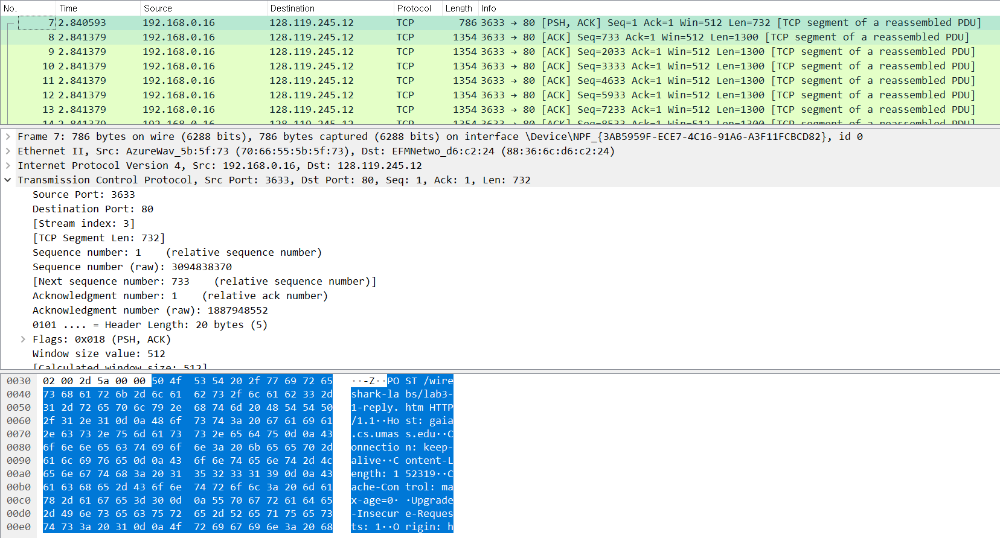 No. Time Source Destination Protocol Length Info
7 2.840593 192.168.0.16 128.119.245.12 TCP 786 3633 → 80 [PSH, ACK] Seq=1 Ack=1 Win=512 Len=732 [TCP segment of a reassembled PDU]
8 2.841379 192.168.0.16 128.119.245.12 TCP 1354 3633 → 80 [ACK] Seq=733 Ack=1 Win=512 Len=1300 [TCP segment of a reassembled PDU]
9 2.841379 192.168.0.16 128.119.245.12 TCP 1354 3633 → 80 [ACK] Seq=2033 Ack=1 Win=512 Len=1300 [TCP segment of a reassembled PDU]
10 2.841379 192.168.0.16 128.119.245.12 TCP 1354 3633 → 80 [ACK] Seq=3333 Ack=1 Win=512 Len=1300 [TCP segment of a reassembled PDU]
11 2.841379 192.168.0.16 128.119.245.12 TCP 1354 3633 → 80 [ACK] Seq=4633 Ack=1 Win=512 Len=1300 [TCP segment of a reassembled PDU]
12 2.841379 192.168.0.16 128.119.245.12 TCP 1354 3633 → 80 [ACK] Seq=5933 Ack=1 Win=512 Len=1300 [TCP segment of a reassembled PDU]
13 2.841379 192.168.0.16 128.119.245.12 TCP 1354 3633 → 80 [ACK] Seq=7233 Ack=1 Win=512 Len=1300 [TCP segment of a reassembled PDU]
14 2.841379 192.168.0.16 128.119.245.12 TCP 1354 3633 → 80 [ACK] Seq=8533 Ack=1 Win=512 Len=1300 [TCP segment of a reassembled PDU]
Frame 7: 786 bytes on wire (6288 bits), 786 bytes captured (6288 bits) on interface \Device\NPF_{3AB5959F-ECE7-4C16-91A6-A3F11FCBCD82}, id 0
Ethernet II, Src: AzureWav_5b:5f:73 (70:66:55:5b:5f:73), Dst: EFMNetwo_d6:c2:24 (88:36:6c:d6:c2:24)
Internet Protocol Version 4, Src: 192.168.0.16, Dst: 128.119.245.12
Transmission Control Protocol, Src Port: 3633, Dst Port: 80, Seq: 1, Ack: 1, Len: 732
Source Port: 3633
Destination Port: 80
[Stream index: 3]
[TCP Segment Len: 732]
Sequence number: 1    (relative sequence number)
Sequence number (raw): 3094838370
[Next sequence number: 733    (relative sequence number)]
Acknowledgment number: 1    (relative ack number)
Acknowledgment number (raw): 1887948552
0101 .... = Header Length: 20 bytes (5)
Flags: 0x018 (PSH, ACK)
Window size value: 512
[Calculated window size: 512]
0030 02 00 2d 5a 00 00 50 4f 53 54 20 2f 77 69 72 65 ··-Z··PO ST /wire
0040 73 68 61 72 6b 2d 6c 61 62 73 2f 6c 61 62 33 2d shark-la bs/lab3-
0050 31 2d 72 65 70 6c 79 2e 68 74 6d 20 48 54 54 50 1-reply. htm HTTP
0060 2f 31 2e 31 0d 0a 48 6f 73 74 3a 20 67 61 69 61 /1.1··Ho st: gaia
0070 2e 63 73 2e 75 6d 61 73 73 2e 65 64 75 0d 0a 43 .cs.umas s.edu··C
0080 6f 6e 6e 65 63 74 69 6f 6e 3a 20 6b 65 65 70 2d onnectio n: keep-
0090 61 6c 69 76 65 0d 0a 43 6f 6e 74 65 6e 74 2d 4c alive··C ontent-L
00a0 65 6e 67 74 68 3a 20 31 35 32 33 31 39 0d 0a 43 ength: 1 52319··C
00b0 61 63 68 65 2d 43 6f 6e 74 72 6f 6c 3a 20 6d 61 ache-Con trol: ma
00c0 78 2d 61 67 65 3d 30 0d 0a 55 70 67 72 61 64 65 x-age=0· ·Upgrade
00d0 2d 49 6e 73 65 63 75 72 65 2d 52 65 71 75 65 73 -Insecur e-Reques
00e0 74 73 3a 20 31 0d 0a 4f 72 69 67 69 6e 3a 20 68 ts: 1··O rigin: h